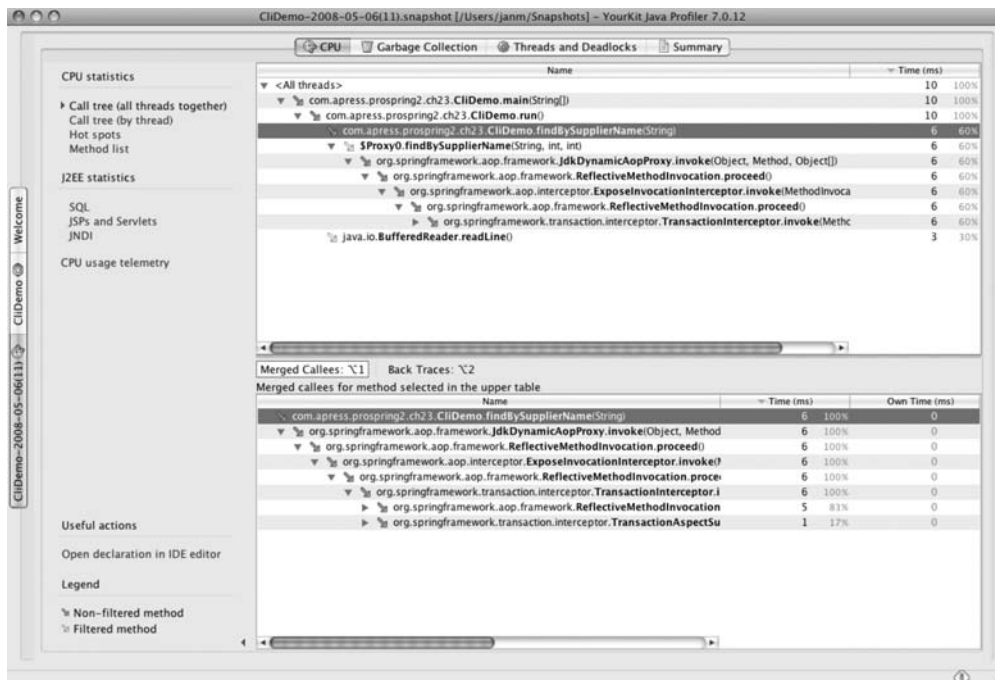 CliDemo-2008-05-06(11).snapshot [/Users/janm/Snapshots] - YourKit Java Profiler 7.0.12
CPU Garbage Collection Threads and Deadlocks Summary
Welcome
CliDemo
CliDemo-2008-05-06(11)
CPU statistics
Call tree (all threads together)
Call tree (by thread)
Hot spots
Method list
J2EE statistics
SQL
JSPs and Servlets
JNDI
CPU usage telemetry
Useful actions
Open declaration in IDE editor
Legend
Non-filtered method
Filtered method
Name Time (ms)
<All threads> 10 100%
com.apress.prospring2.ch23.CliDemo.main(String[]) 10 100%
com.apress.prospring2.ch23.CliDemo.run() 10 100%
com.apress.prospring2.ch23.CliDemo.findBySupplierName(String) 6 60%
$Proxy0.findBySupplierName(String, int, int) 6 60%
org.springframework.aop.framework.JdkDynamicAopProxy.invoke(Object, Method, Object[]) 6 60%
org.springframework.aop.framework.ReflectiveMethodInvocation.proceed() 6 60%
org.springframework.aop.interceptor.ExposeInvocationInterceptor.invoke(MethodInvoca 6 60%
org.springframework.aop.framework.ReflectiveMethodInvocation.proceed() 6 60%
org.springframework.transaction.interceptor.TransactionInterceptor.invoke(Methc 6 60%
java.io.BufferedReader.readLine() 3 30%
Merged Callees: ⌥1 Back Traces: ⌥2
Merged callees for method selected in the upper table
Name Time (ms) Own Time (ms)
com.apress.prospring2.ch23.CliDemo.findBySupplierName(String) 6 100% 0
org.springframework.aop.framework.JdkDynamicAopProxy.invoke(Object, Method 6 100% 0
org.springframework.aop.framework.ReflectiveMethodInvocation.proceed() 6 100% 0
org.springframework.aop.interceptor.ExposeInvocationInterceptor.invoke(M 6 100% 0
org.springframework.aop.framework.ReflectiveMethodInvocation.procee 6 100% 0
org.springframework.transaction.interceptor.TransactionInterceptor.i 6 100% 0
org.springframework.aop.framework.ReflectiveMethodInvocation 5 83% 0
org.springframework.transaction.interceptor.TransactionAspectSu 1 17% 0